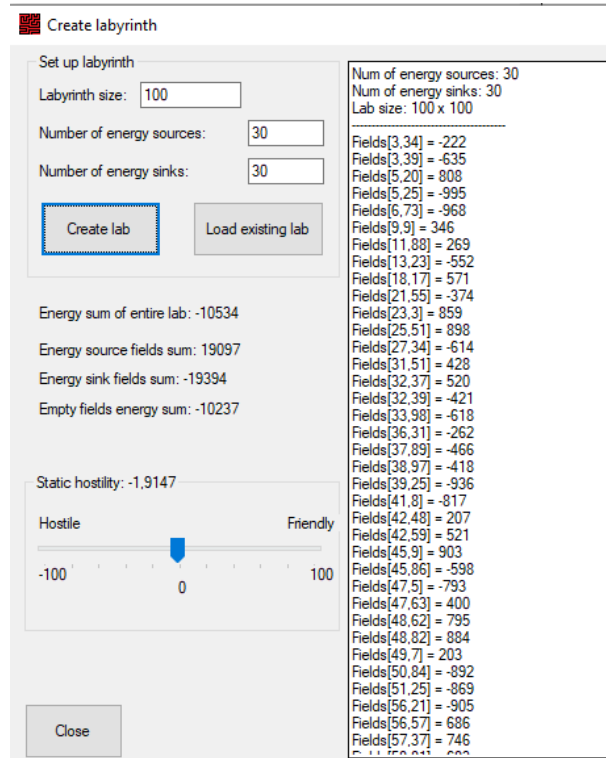 Create labyrinth
Set up labyrinth
Labyrinth size: 100
Number of energy sources: 30
Number of energy sinks: 30
Create lab
Load existing lab
Energy sum of entire lab: -10534
Energy source fields sum: 19097
Energy sink fields sum: -19394
Empty fields energy sum: -10237
Static hostility: -1,9147
Hostile
Friendly
-100
0
100
Close
Num of energy sources: 30
Num of energy sinks: 30
Lab size: 100 x 100
--------------------------------------
Fields[3,34] = -222
Fields[3,39] = -635
Fields[5,20] = 808
Fields[5,25] = -995
Fields[6,73] = -968
Fields[9,9] = 346
Fields[11,88] = 269
Fields[13,23] = -552
Fields[18,17] = 571
Fields[21,55] = -374
Fields[23,3] = 859
Fields[25,51] = 898
Fields[27,34] = -614
Fields[31,51] = 428
Fields[32,37] = 520
Fields[32,39] = -421
Fields[33,98] = -618
Fields[36,31] = -262
Fields[37,89] = -466
Fields[38,97] = -418
Fields[39,25] = -936
Fields[41,8] = -817
Fields[42,48] = 207
Fields[42,59] = 521
Fields[45,9] = 903
Fields[45,86] = -598
Fields[47,5] = -793
Fields[47,63] = 400
Fields[48,62] = 795
Fields[48,82] = 884
Fields[49,7] = 203
Fields[50,84] = -892
Fields[51,25] = -869
Fields[56,21] = -905
Fields[56,57] = 686
Fields[57,37] = 746